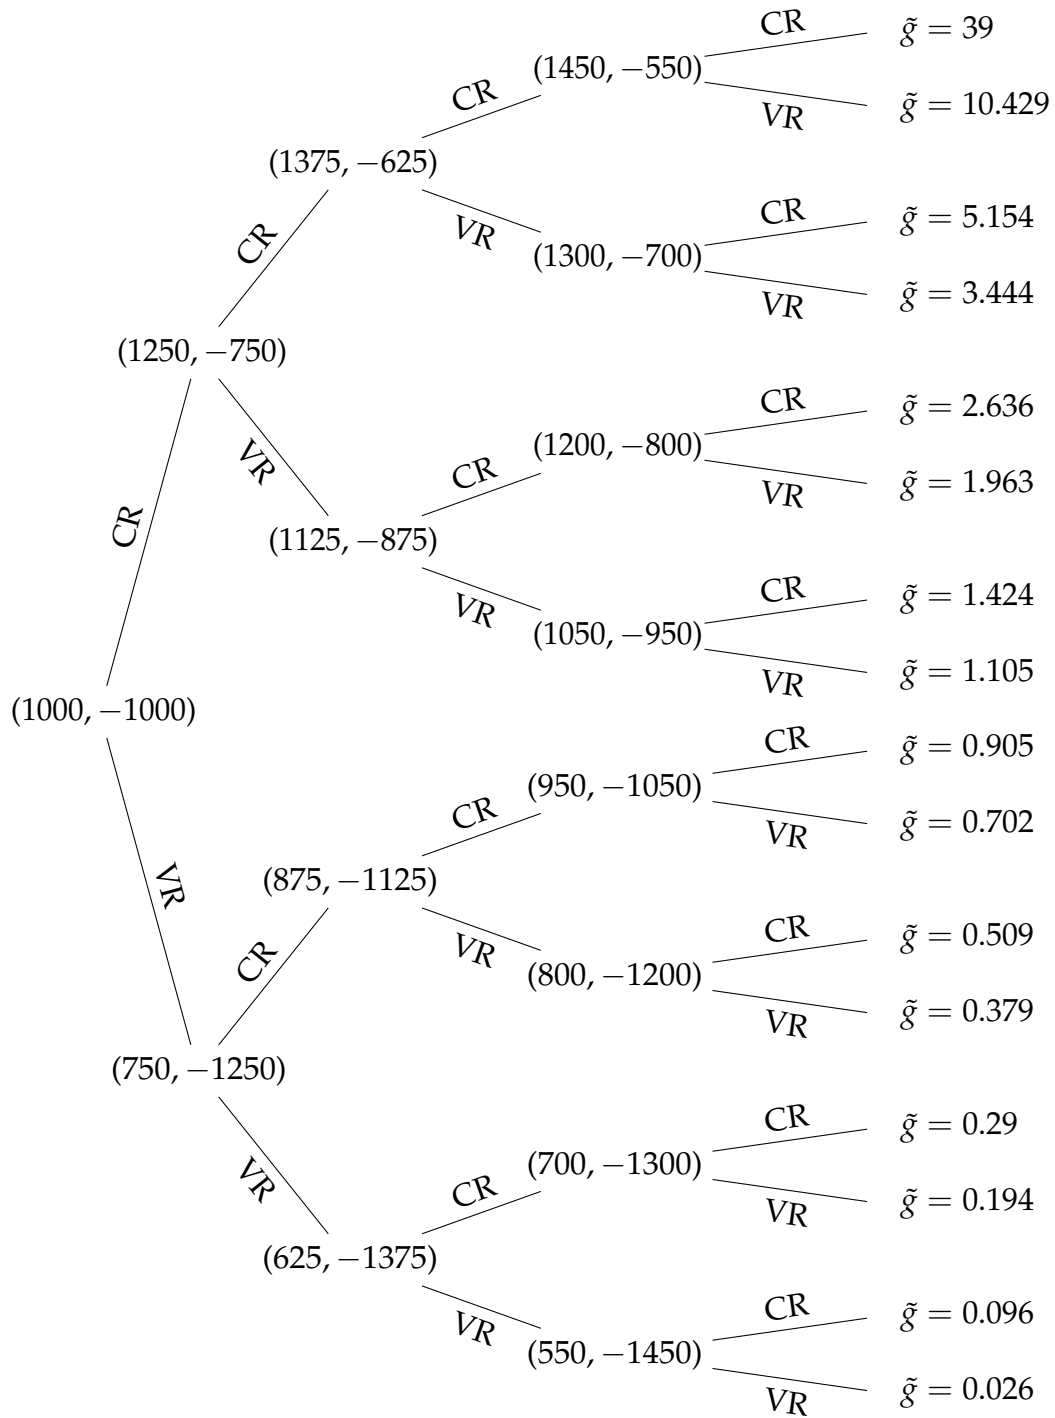 CR
g̃ = 39
(1450, −550)
CR
VR
g̃ = 10.429
(1375, −625)
CR
g̃ = 5.154
VR
(1300, −700)
CR
VR
g̃ = 3.444
(1250, −750)
CR
g̃ = 2.636
VR
(1200, −800)
CR
VR
g̃ = 1.963
CR
(1125, −875)
CR
g̃ = 1.424
VR
(1050, −950)
VR
g̃ = 1.105
(1000, −1000)
CR
g̃ = 0.905
(950, −1050)
CR
VR
g̃ = 0.702
VR
(875, −1125)
CR
g̃ = 0.509
CR
VR
(800, −1200)
VR
g̃ = 0.379
(750, −1250)
CR
g̃ = 0.29
VR
(700, −1300)
CR
VR
g̃ = 0.194
(625, −1375)
CR
g̃ = 0.096
VR
(550, −1450)
VR
g̃ = 0.026